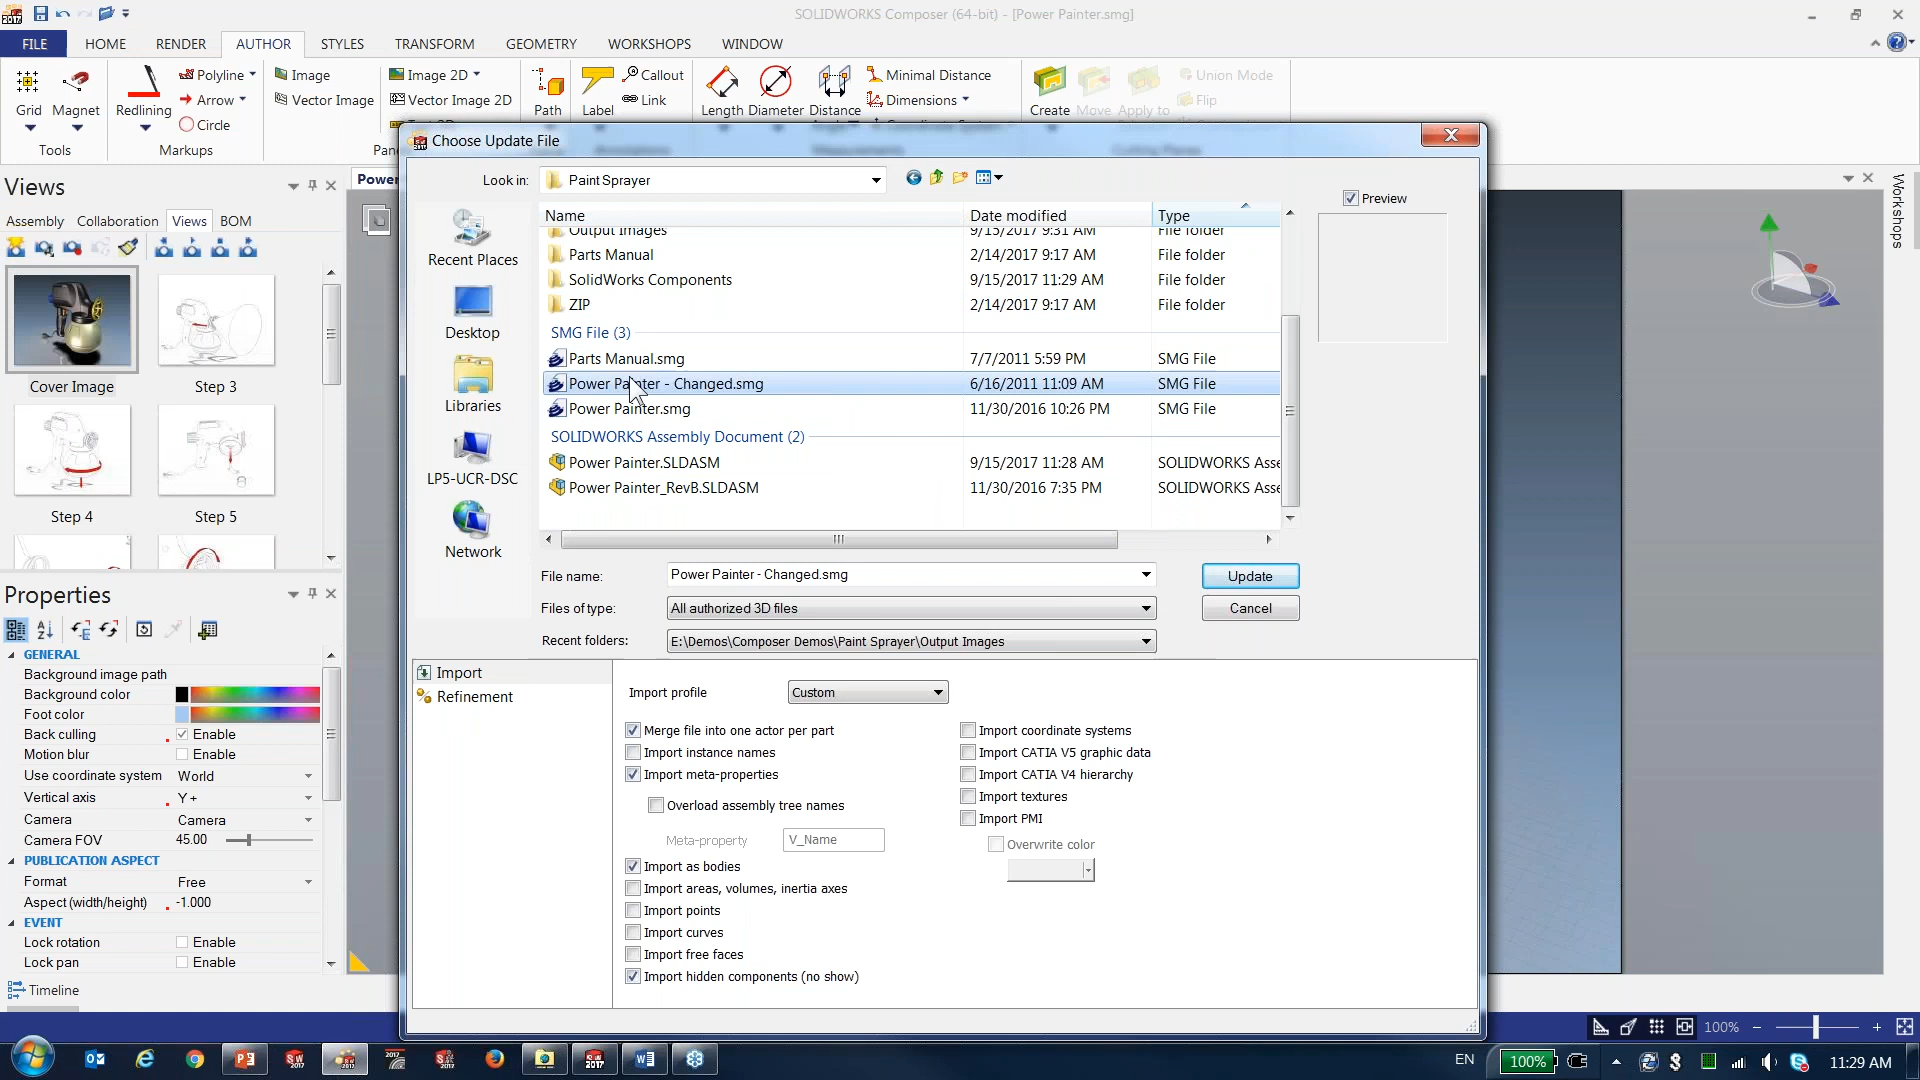 SOLIDWORKS Composer (64-bit) - [Power Painter.smg]
FILE HOME RENDER AUTHOR STYLES TRANSFORM GEOMETRY WORKSHOPS WINDOW
Grid Magnet Redlining Polyline Arrow Circle
Tools Markups
Image Vector Image Image 2D Vector Image 2D
Path Label Callout Link
Length Diameter Distance Minimal Distance Dimensions
Create Move Apply to Union Mode Flip
Choose Update File
Look in: Paint Sprayer
Preview
Name Date modified Type
Output Images 9/15/2017 9:31 AM File folder
Parts Manual 2/14/2017 9:17 AM File folder
SolidWorks Components 9/15/2017 11:29 AM File folder
ZIP 2/14/2017 9:17 AM File folder
SMG File (3)
Parts Manual.smg 7/7/2011 5:59 PM SMG File
Power Painter - Changed.smg 6/16/2011 11:09 AM SMG File
Power Painter.smg 11/30/2016 10:26 PM SMG File
SOLIDWORKS Assembly Document (2)
Power Painter.SLDASM 9/15/2017 11:28 AM SOLIDWORKS Asse
Power Painter_RevB.SLDASM 11/30/2016 7:35 PM SOLIDWORKS Asse
Recent Places
Desktop
Libraries
LP5-UCR-DSC
Network
File name: Power Painter - Changed.smg Update
Files of type: All authorized 3D files Cancel
Recent folders: E:\Demos\Composer Demos\Paint Sprayer\Output Images
Import
Refinement
Import profile Custom
Merge file into one actor per part
Import instance names
Import meta-properties
Overload assembly tree names
Meta-property V_Name
Import as bodies
Import areas, volumes, inertia axes
Import points
Import curves
Import free faces
Import hidden components (no show)
Import coordinate systems
Import CATIA V5 graphic data
Import CATIA V4 hierarchy
Import textures
Import PMI
Overwrite color
Views
Assembly Collaboration Views BOM
Cover Image Step 3
Step 4 Step 5
Properties
GENERAL
Background image path
Background color
Foot color
Back culling Enable
Motion blur Enable
Use coordinate system World
Vertical axis Y +
Camera Camera
Camera FOV 45.00
PUBLICATION ASPECT
Format Free
Aspect (width/height) -1.000
EVENT
Lock rotation Enable
Lock pan Enable
Timeline
Workshops
100%
EN 100% 11:29 AM